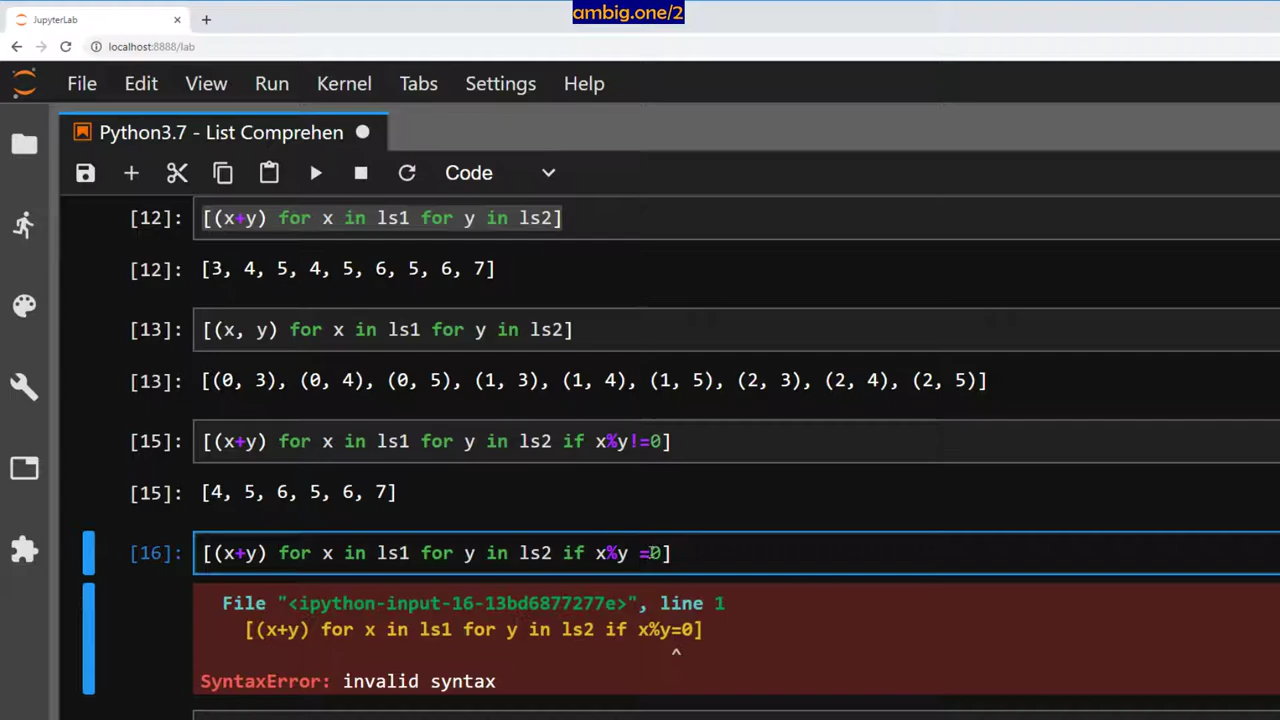 ambig.one/2
JupyterLab
localhost:8888/lab
File Edit View Run Kernel Tabs Settings Help
Python3.7 - List Comprehen
Code
[12]: [(x+y) for x in ls1 for y in ls2]
[12]: [3, 4, 5, 4, 5, 6, 5, 6, 7]
[13]: [(x, y) for x in ls1 for y in ls2]
[13]: [(0, 3), (0, 4), (0, 5), (1, 3), (1, 4), (1, 5), (2, 3), (2, 4), (2, 5)]
[15]: [(x+y) for x in ls1 for y in ls2 if x%y!=0]
[15]: [4, 5, 6, 5, 6, 7]
[16]: [(x+y) for x in ls1 for y in ls2 if x%y =0]
File "<ipython-input-16-13bd6877277e>", line 1
[(x+y) for x in ls1 for y in ls2 if x%y=0]
^
SyntaxError: invalid syntax